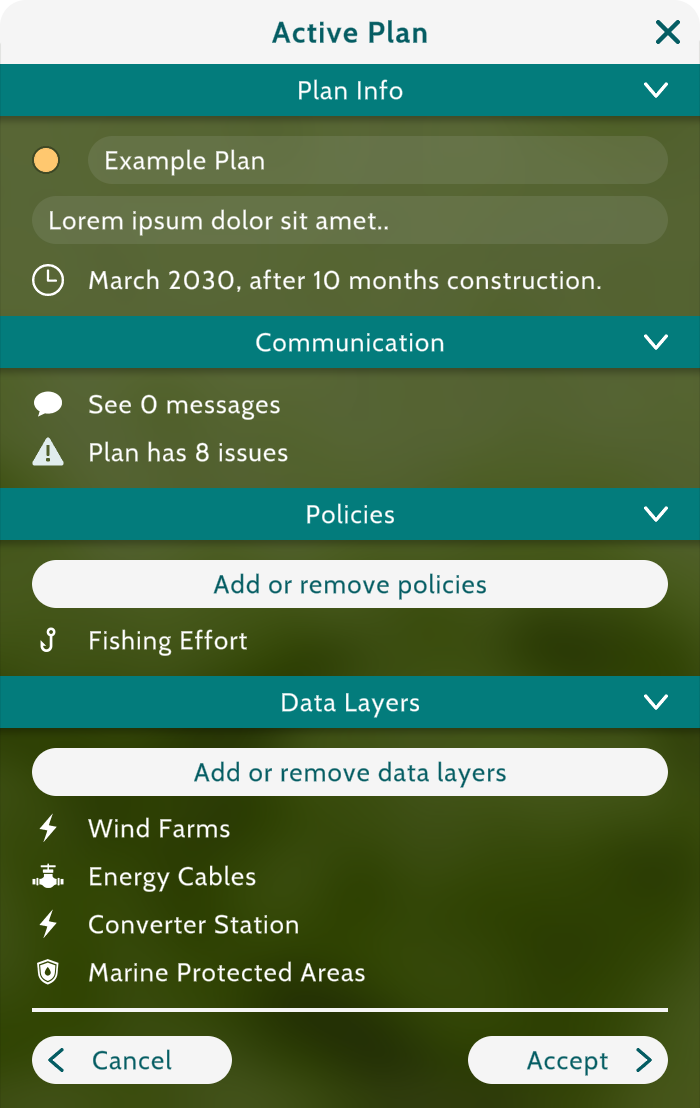 Active Plan
Plan Info
Example Plan
Lorem ipsum dolor sit amet..
March 2030, after 10 months construction.
Communication
See 0 messages
Plan has 8 issues
Policies
Add or remove policies
Fishing Effort
Data Layers
Add or remove data layers
Wind Farms
Energy Cables
Converter Station
Marine Protected Areas
Cancel
Accept